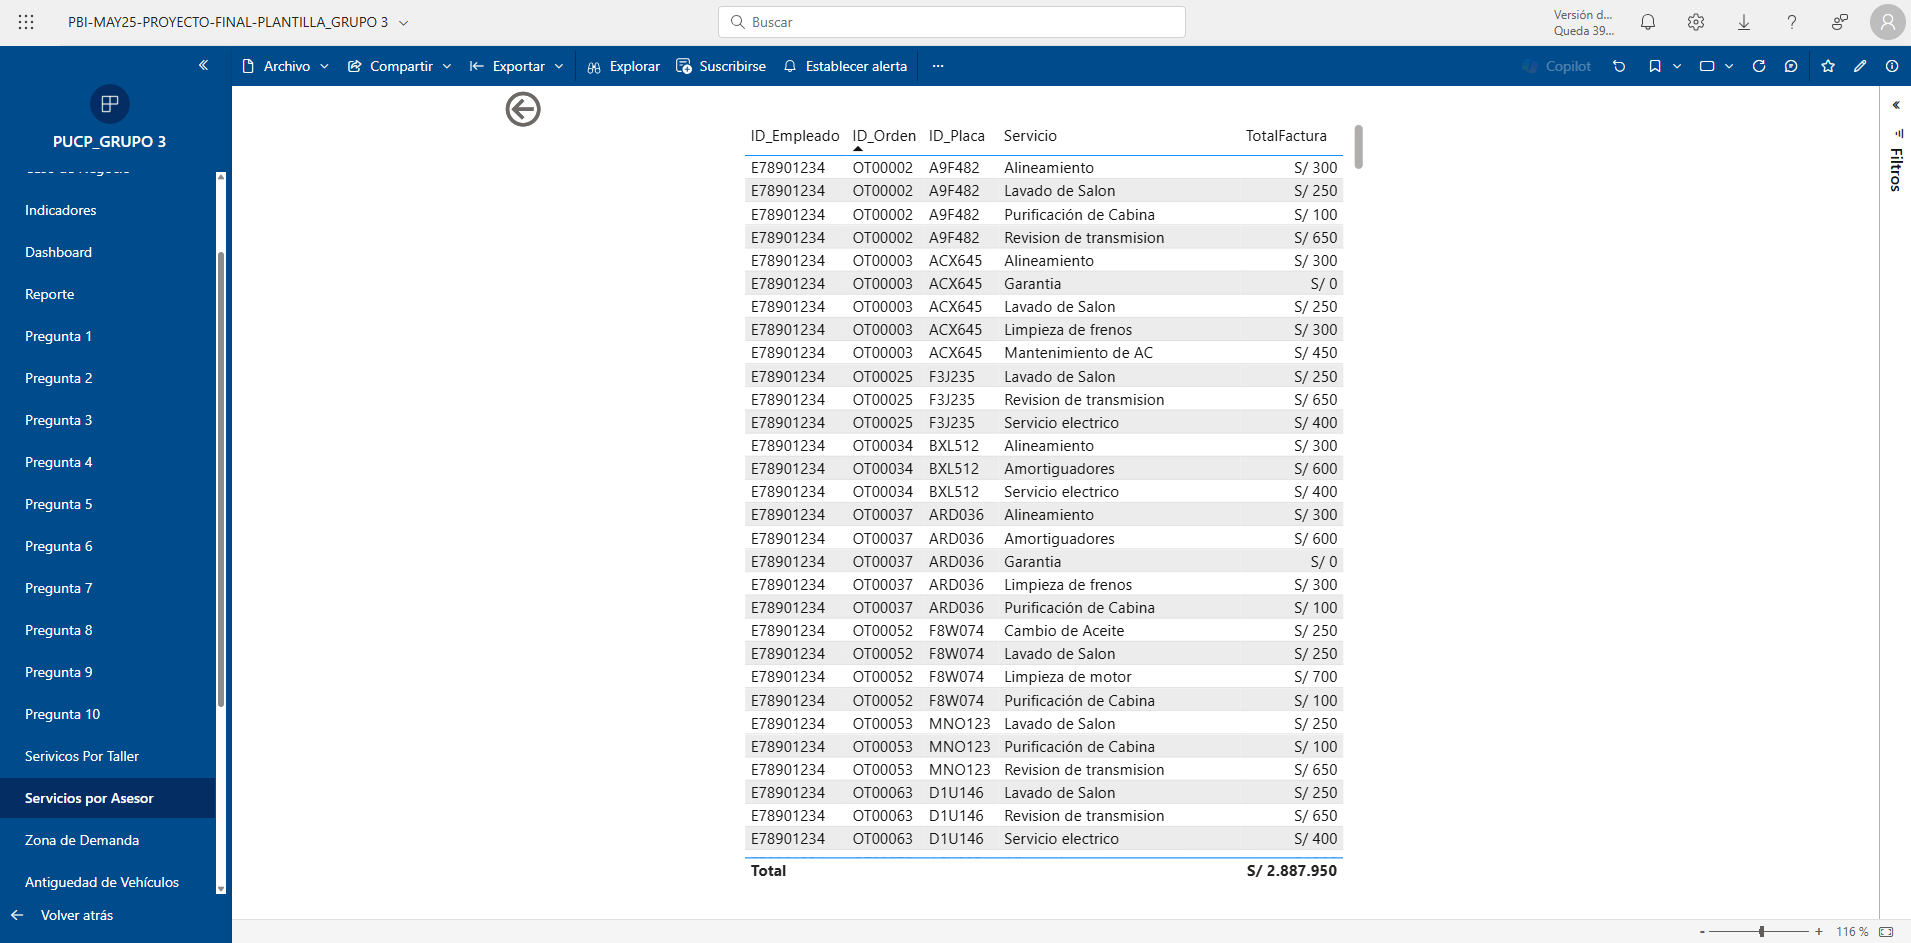 PBI-MAY25-PROYECTO-FINAL-PLANTILLA_GRUPO 3
Buscar
Versión d...
Queda 39...
Archivo
Compartir
Exportar
Explorar
Suscribirse
Establecer alerta
...
Copilot
PUCP_GRUPO 3
Indicadores
Dashboard
Reporte
Pregunta 1
Pregunta 2
Pregunta 3
Pregunta 4
Pregunta 5
Pregunta 6
Pregunta 7
Pregunta 8
Pregunta 9
Pregunta 10
Serivicos Por Taller
Servicios por Asesor
Zona de Demanda
Antiguedad de Vehículos
Volver atrás
ID_Empleado ID_Orden ID_Placa Servicio TotalFactura
E78901234 OT00002 A9F482 Alineamiento S/ 300
E78901234 OT00002 A9F482 Lavado de Salon S/ 250
E78901234 OT00002 A9F482 Purificación de Cabina S/ 100
E78901234 OT00002 A9F482 Revision de transmision S/ 650
E78901234 OT00003 ACX645 Alineamiento S/ 300
E78901234 OT00003 ACX645 Garantia S/ 0
E78901234 OT00003 ACX645 Lavado de Salon S/ 250
E78901234 OT00003 ACX645 Limpieza de frenos S/ 300
E78901234 OT00003 ACX645 Mantenimiento de AC S/ 450
E78901234 OT00025 F3J235 Lavado de Salon S/ 250
E78901234 OT00025 F3J235 Revision de transmision S/ 650
E78901234 OT00025 F3J235 Servicio electrico S/ 400
E78901234 OT00034 BXL512 Alineamiento S/ 300
E78901234 OT00034 BXL512 Amortiguadores S/ 600
E78901234 OT00034 BXL512 Servicio electrico S/ 400
E78901234 OT00037 ARD036 Alineamiento S/ 300
E78901234 OT00037 ARD036 Amortiguadores S/ 600
E78901234 OT00037 ARD036 Garantia S/ 0
E78901234 OT00037 ARD036 Limpieza de frenos S/ 300
E78901234 OT00037 ARD036 Purificación de Cabina S/ 100
E78901234 OT00052 F8W074 Cambio de Aceite S/ 250
E78901234 OT00052 F8W074 Lavado de Salon S/ 250
E78901234 OT00052 F8W074 Limpieza de motor S/ 700
E78901234 OT00052 F8W074 Purificación de Cabina S/ 100
E78901234 OT00053 MNO123 Lavado de Salon S/ 250
E78901234 OT00053 MNO123 Purificación de Cabina S/ 100
E78901234 OT00053 MNO123 Revision de transmision S/ 650
E78901234 OT00063 D1U146 Lavado de Salon S/ 250
E78901234 OT00063 D1U146 Revision de transmision S/ 650
E78901234 OT00063 D1U146 Servicio electrico S/ 400
Total S/ 2.887.950
Filtros
- + 116 %